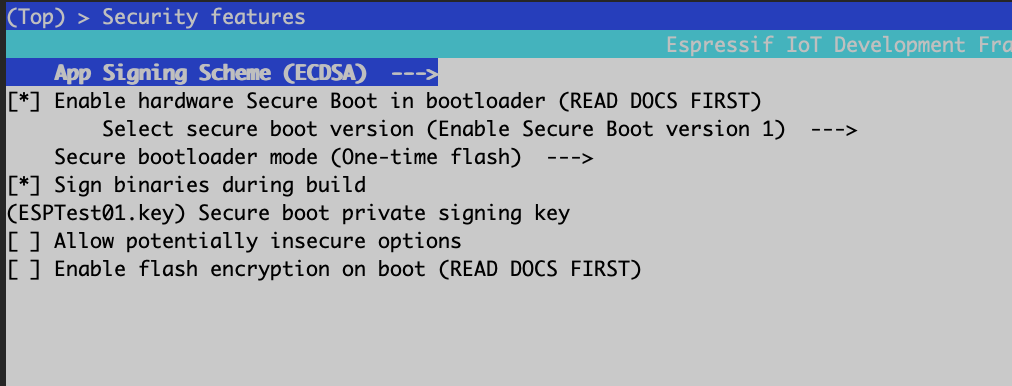 (Top) > Security features
Espressif IoT Development Fra
App Signing Scheme (ECDSA)  --->
[*] Enable hardware Secure Boot in bootloader (READ DOCS FIRST)
Select secure boot version (Enable Secure Boot version 1)  --->
Secure bootloader mode (One-time flash)  --->
[*] Sign binaries during build
(ESPTest01.key) Secure boot private signing key
[ ] Allow potentially insecure options
[ ] Enable flash encryption on boot (READ DOCS FIRST)